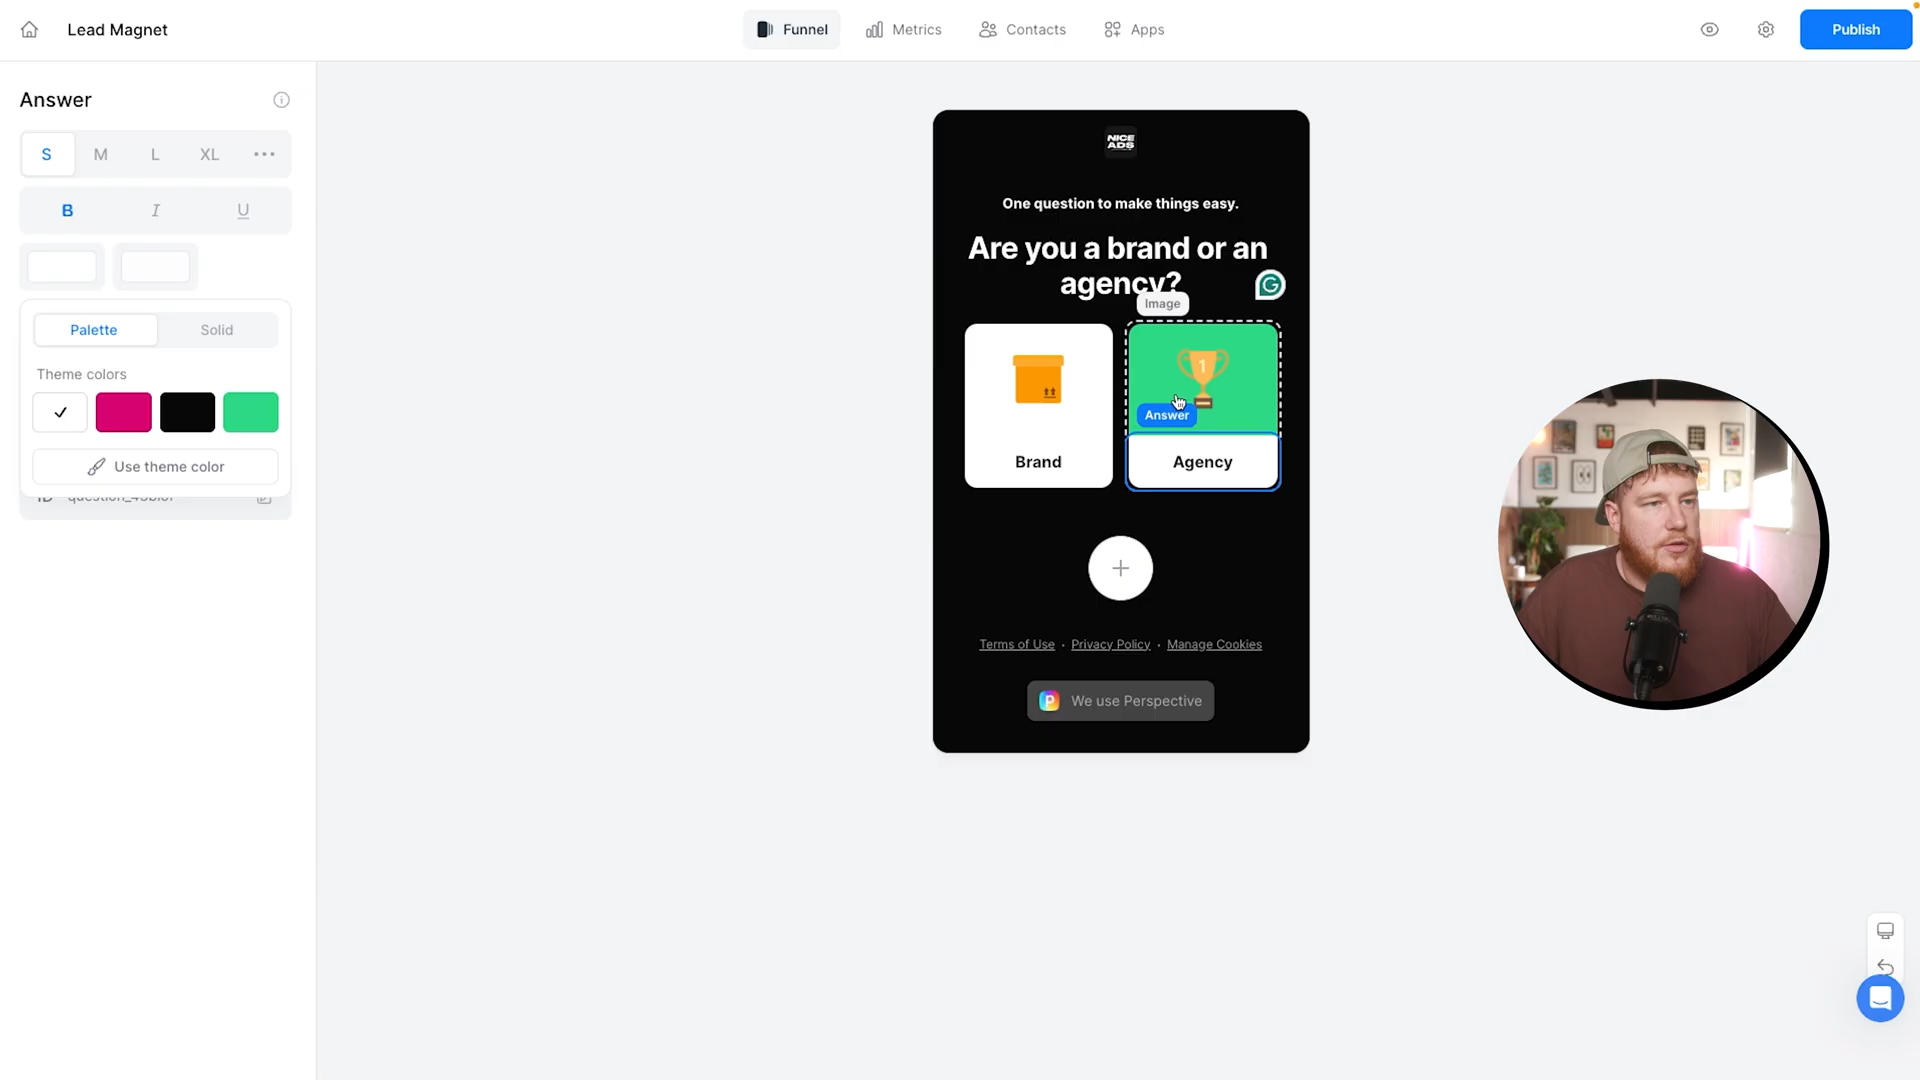 Lead Magnet
Funnel
Metrics
Contacts
Apps
Publish
Answer
S
M
L
XL
B
I
U
Palette
Solid
Theme colors
Use theme color
NICE
ADS
One question to make things easy.
Are you a brand or an
agency?
Image
1
Answer
Brand
Agency
Terms of Use · Privacy Policy · Manage Cookies
We use Perspective